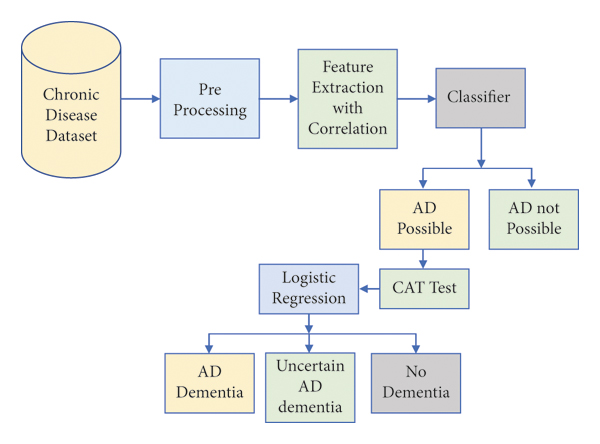 Chronic
Disease
Dataset
Pre
Processing
Feature
Extraction
with
Correlation
Classifier
AD
Possible
AD not
Possible
CAT Test
Logistic
Regression
AD
Dementia
Uncertain
AD
dementia
No
Dementia